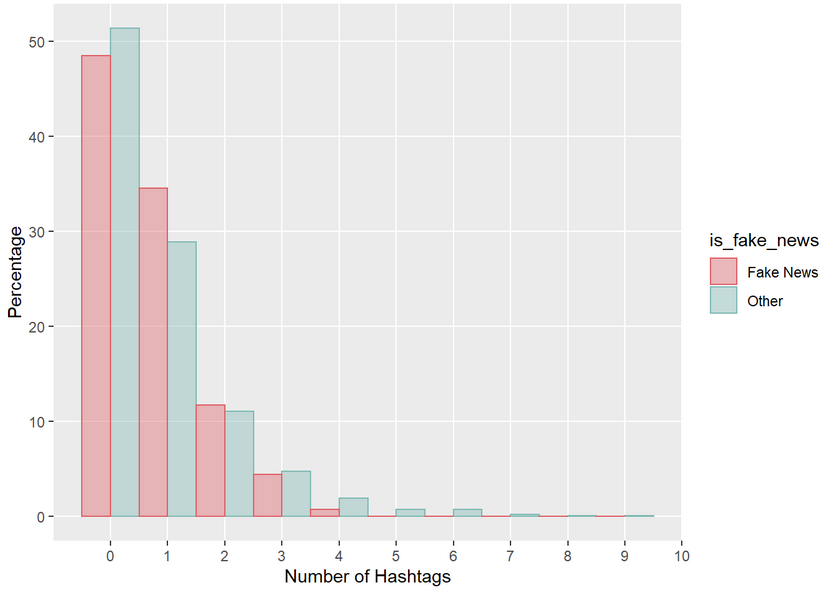 50
40
30
20
10
0
Percentage
0 1 2 3 4 5 6 7 8 9 10
Number of Hashtags
is_fake_news
Fake News
Other